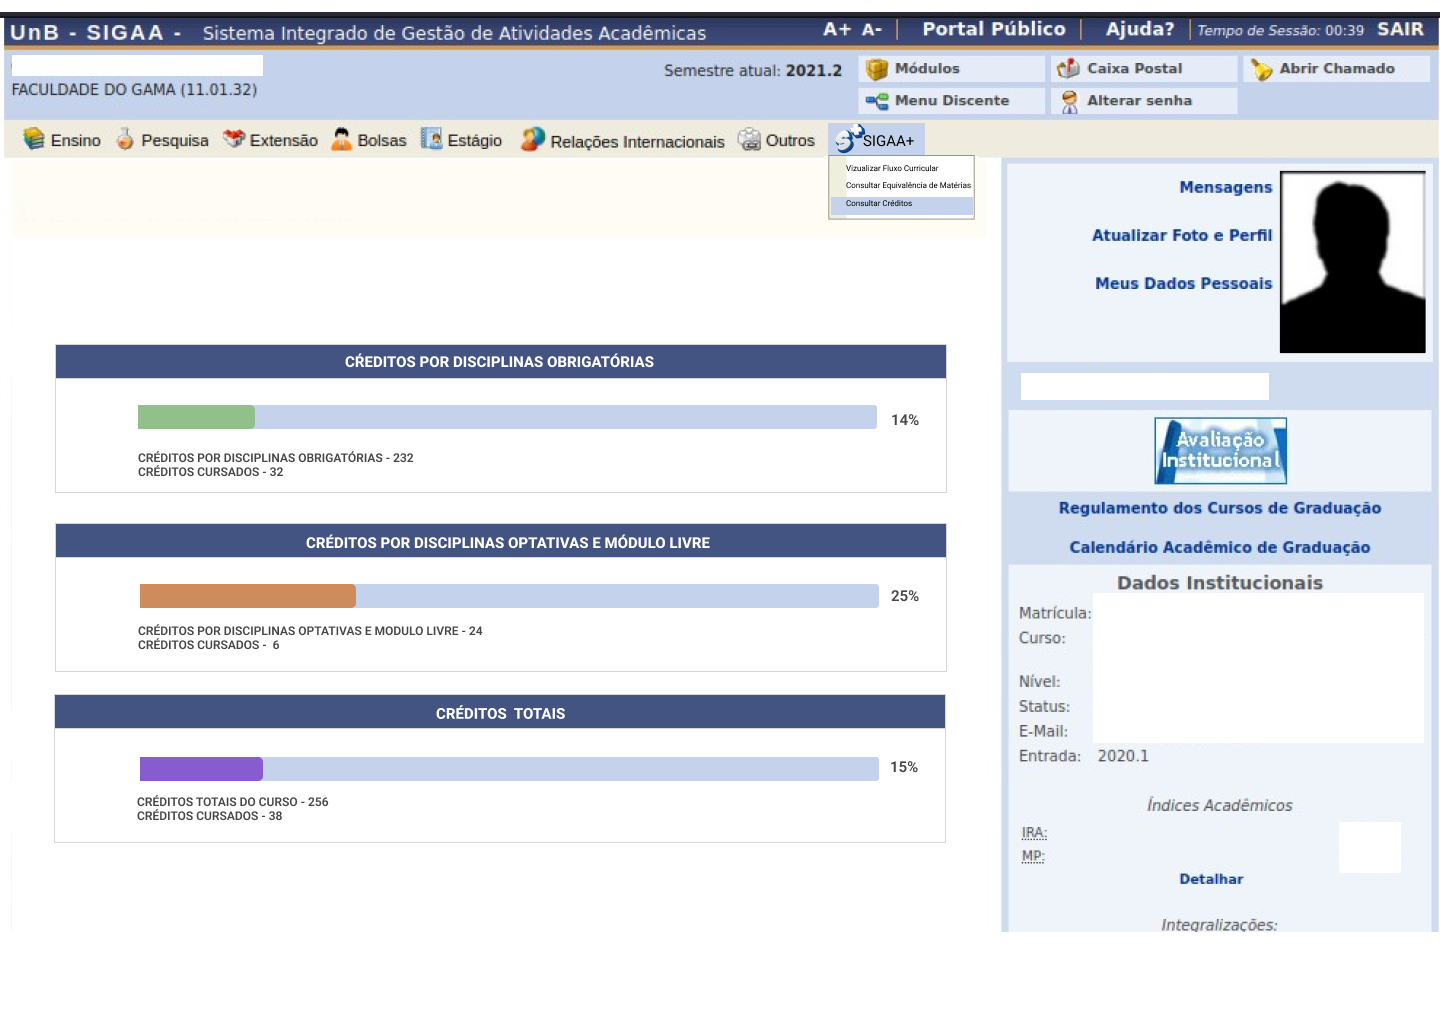 UnB - SIGAA - Sistema Integrado de Gestão de Atividades Acadêmicas
A+ A- Portal Público Ajuda? Tempo de Sessão: 00:39 SAIR
FACULDADE DO GAMA (11.01.32)
Semestre atual: 2021.2
Módulos
Caixa Postal
Abrir Chamado
Menu Discente
Alterar senha
Ensino Pesquisa Extensão Bolsas Estágio Relações Internacionais Outros SIGAA+
Vizualizar Fluxo Curricular
Consultar Equivalência de Matérias
Consultar Créditos
CŔEDITOS POR DISCIPLINAS OBRIGATÓRIAS
14%
CRÉDITOS POR DISCIPLINAS OBRIGATÓRIAS - 232
CRÉDITOS CURSADOS - 32
CRÉDITOS POR DISCIPLINAS OPTATIVAS E MÓDULO LIVRE
25%
CRÉDITOS POR DISCIPLINAS OPTATIVAS E MODULO LIVRE - 24
CRÉDITOS CURSADOS - 6
CRÉDITOS TOTAIS
15%
CRÉDITOS TOTAIS DO CURSO - 256
CRÉDITOS CURSADOS - 38
Mensagens
Atualizar Foto e Perfil
Meus Dados Pessoais
Avaliação
Institucional
Regulamento dos Cursos de Graduação
Calendário Acadêmico de Graduação
Dados Institucionais
Matrícula:
Curso:
Nível:
Status:
E-Mail:
Entrada: 2020.1
Índices Acadêmicos
IRA:
MP:
Detalhar
Integralizações: